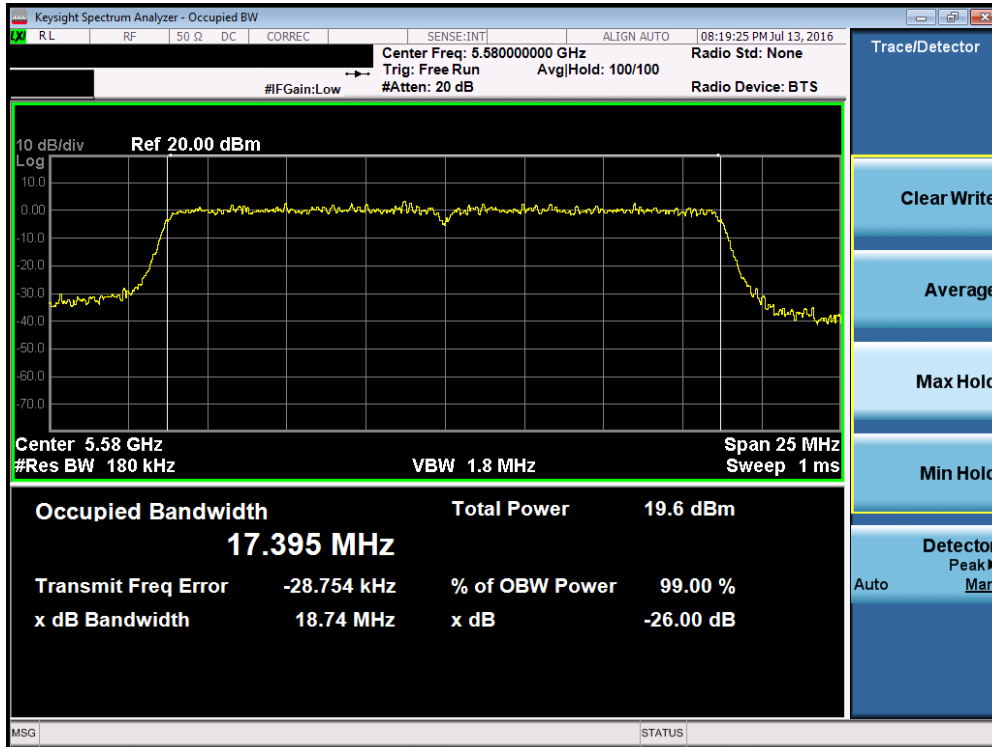 Keysight Spectrum Analyzer - Occupied BW
LXI RL RF 50 Ω DC CORREC SENSE:INT ALIGN AUTO 08:19:25 PM Jul 13, 2016
Center Freq: 5.580000000 GHz Radio Std: None
Trig: Free Run Avg|Hold: 100/100
#IFGain:Low #Atten: 20 dB Radio Device: BTS
10 dB/div Ref 20.00 dBm
Log
10.0
0.00
-10.0
-20.0
-30.0
-40.0
-50.0
-60.0
-70.0
Center 5.58 GHz Span 25 MHz
#Res BW 180 kHz VBW 1.8 MHz Sweep 1 ms
Occupied Bandwidth Total Power 19.6 dBm
17.395 MHz
Transmit Freq Error -28.754 kHz % of OBW Power 99.00 %
x dB Bandwidth 18.74 MHz x dB -26.00 dB
MSG STATUS
Trace/Detector
Clear Write
Average
Max Hold
Min Hold
Detector
Peak
Auto Man